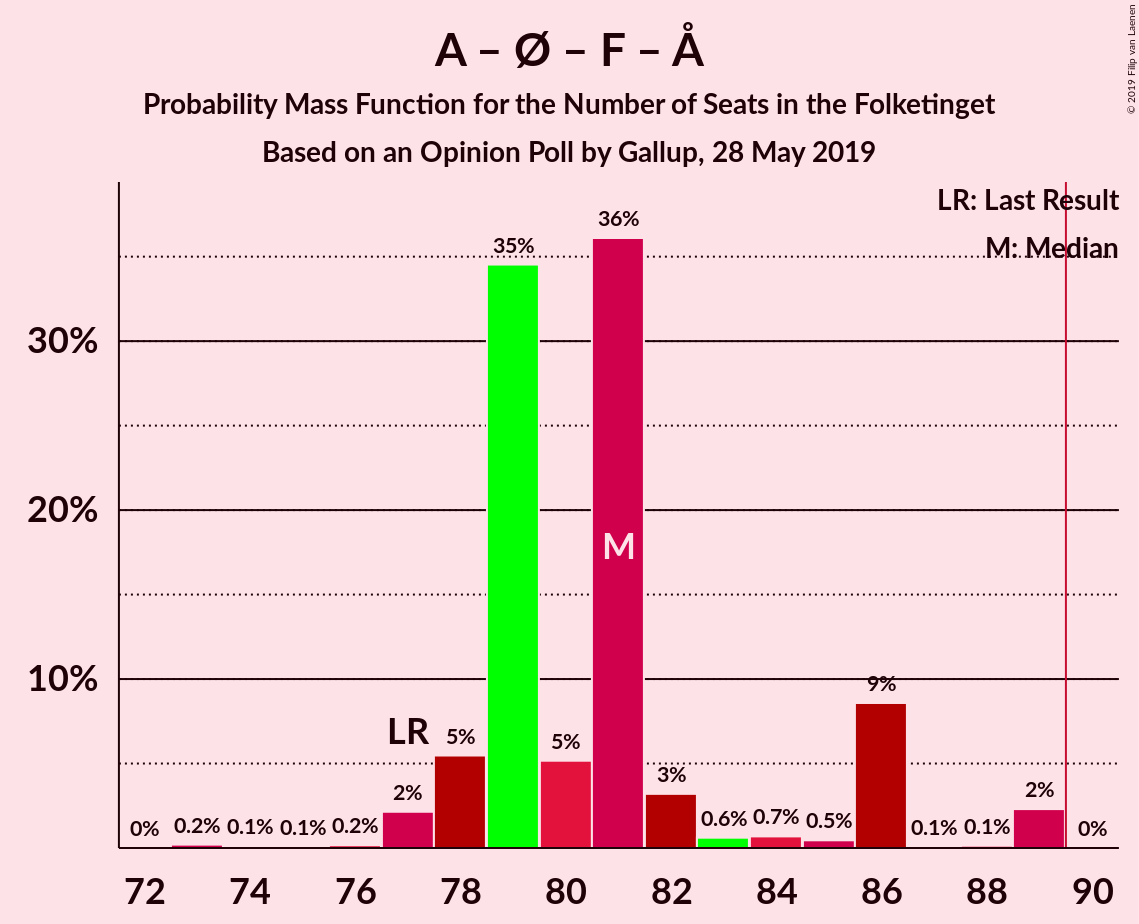 A – Ø – F – Å
Probability Mass Function for the Number of Seats in the Folketinget
Based on an Opinion Poll by Gallup, 28 May 2019
© 2019 Filip van Laenen
LR: Last Result
M: Median
36%
35%
30%
20%
M
10%
9%
LR
5%
5%
3%
2%
2%
0%
0.2%
0.1%
0.1%
0.2%
0.6%
0.7%
0.5%
0.1%
0.1%
0%
72 74 76 78 80 82 84 86 88 90